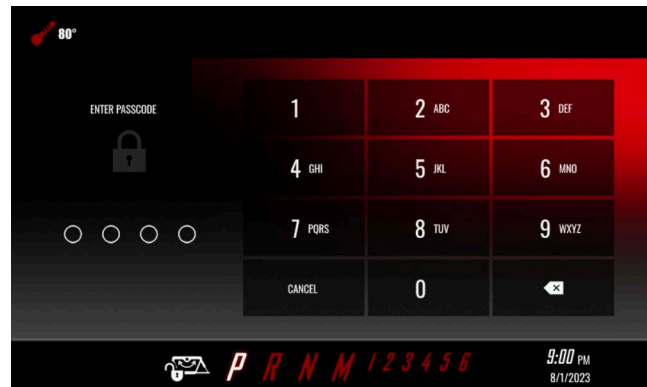 80°
ENTER PASSCODE
1 2 ABC 3 DEF
4 GHI 5 JKL 6 MNO
7 PQRS 8 TUV 9 WXYZ
CANCEL 0
P R N M 1 2 3 4 5 6
9:00 PM
8/1/2023